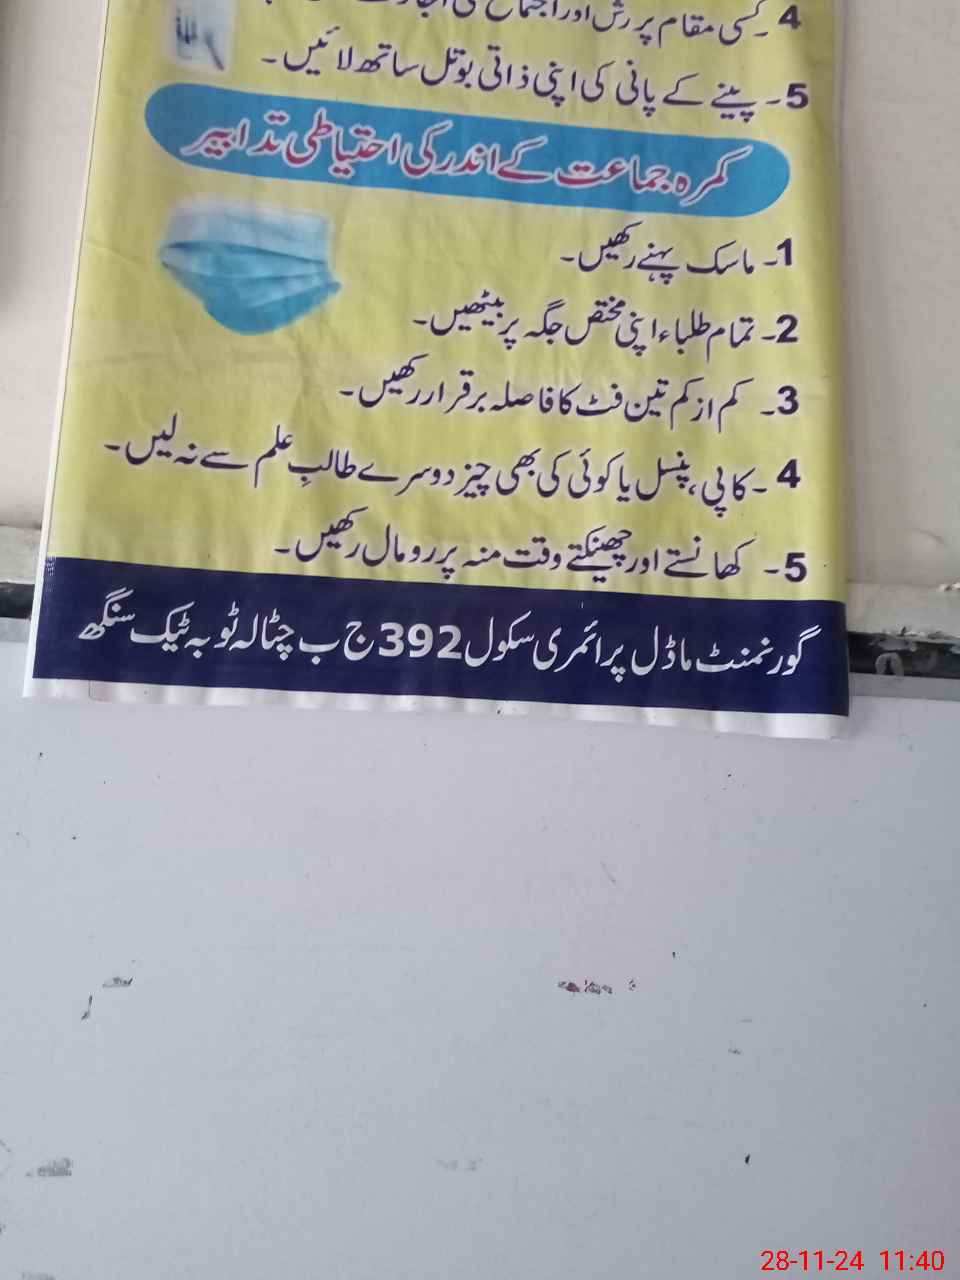 4 ۔ کسی مقام پر رش اور اجتماع کی
5 ۔ پینے کے پانی کی اپنی ذاتی بوتل ساتھ لائیں ۔
کمرہ جماعت کے اندر کی احتیاطی تدابیر
1 ۔ ماسک پہنے رکھیں ۔
2 ۔ تمام طلباء اپنی مختص جگہ پر بیٹھیں ۔
3 ۔ کم از کم تین فٹ کا فاصلہ برقرار رکھیں ۔
4 ۔ کاپی، پنسل یا کوئی بھی چیز دوسرے طالبِ علم سے نہ لیں ۔
5 ۔ کھانستے اور چھینکتے وقت منہ پر رومال رکھیں ۔
گورنمنٹ ماڈل پرائمری سکول 392 ج ب چٹالہ ٹوبہ ٹیک سنگھ
28-11-24 11:40